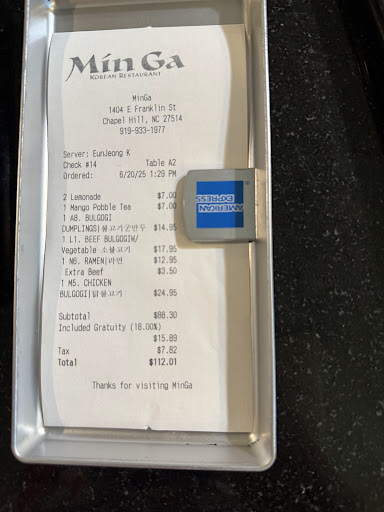 Min Ga
KOREAN RESTAURANT
MinGa
1404 E Franklin St
Chapel Hill, NC 27514
919-933-1977
Server: EunJeong K
Check #14 Table A2
Ordered: 6/20/25 1:29 PM
2 Lemonade $7.00
1 Mango Pobble Tea $7.00
1 A8. BULGOGI
DUMPLINGS|불고기군만두 $14.95
1 L1. BEEF BULGOGIW/
Vegetable 소불고기 $17.95
1 N6. RAMEN|라면 $12.95
Extra Beef $3.50
1 M5. CHICKEN
BULGOGI|닭불고기 $24.95
Subtotal $88.30
Included Gratuity (18.00%)
$15.89
Tax $7.82
Total $112.01
Thanks for visiting MinGa
AMERICAN
EXPRESS